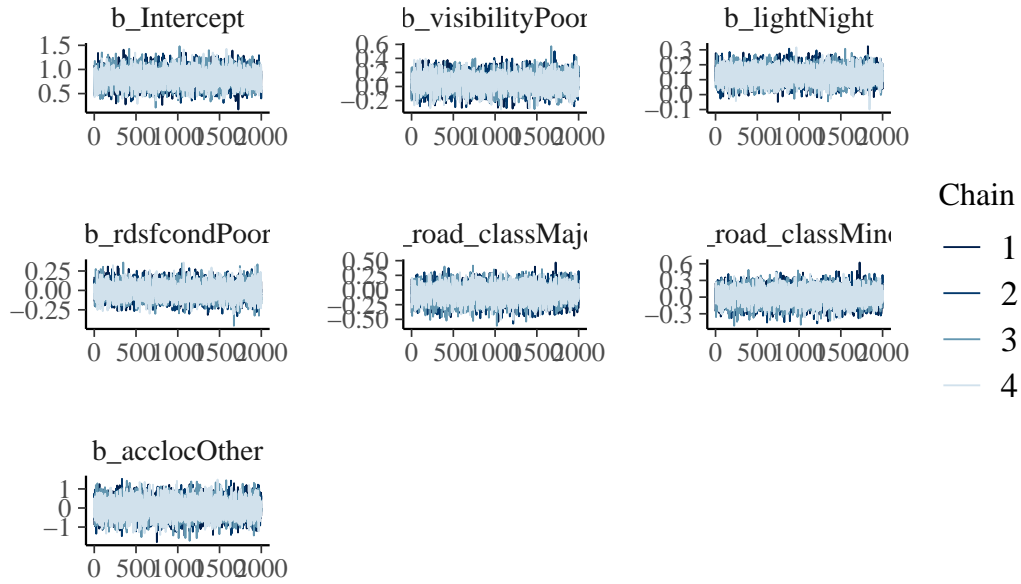 b_Intercept
b_visibilityPoor
b_lightNight
1.5
1.0
0.5
0 500 1000 1500 2000
0.6
0.4
0.2
0.0
−0.2
0 500 1000 1500 2000
0.3
0.2
0.1
0.0
−0.1
0 500 1000 1500 2000
b_rdsfcondPoor
_road_classMajo
_road_classMino
0.25
0.00
−0.25
0 500 1000 1500 2000
0.50
0.25
0.00
−0.25
−0.50
0 500 1000 1500 2000
0.6
0.3
0.0
−0.3
0 500 1000 1500 2000
b_acclocOther
1
0
−1
0 500 1000 1500 2000
Chain
1
2
3
4